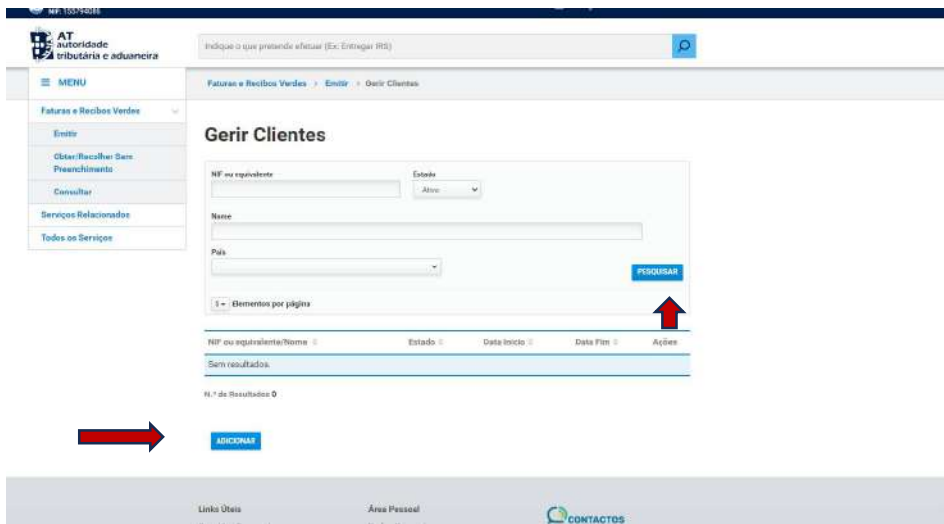 NIF: 155794086
AT
autoridade
tributária e aduaneira
Indique o que pretende efetuar (Ex: Entregar IRS)
MENU
Faturas e Recibos Verdes > Emitir > Gerir Clientes
Faturas e Recibos Verdes
Emitir
Obter/Recolher Sem
Preenchimento
Consultar
Serviços Relacionados
Todos os Serviços
Gerir Clientes
NIF ou equivalente
Estado
Ativo
Nome
País
PESQUISAR
Elementos por página
NIF ou equivalente/Nome
Estado
Data Início
Data Fim
Ações
Sem resultados.
N.º de Resultados 0
ADICIONAR
Links Úteis
Área Pessoal
CONTACTOS